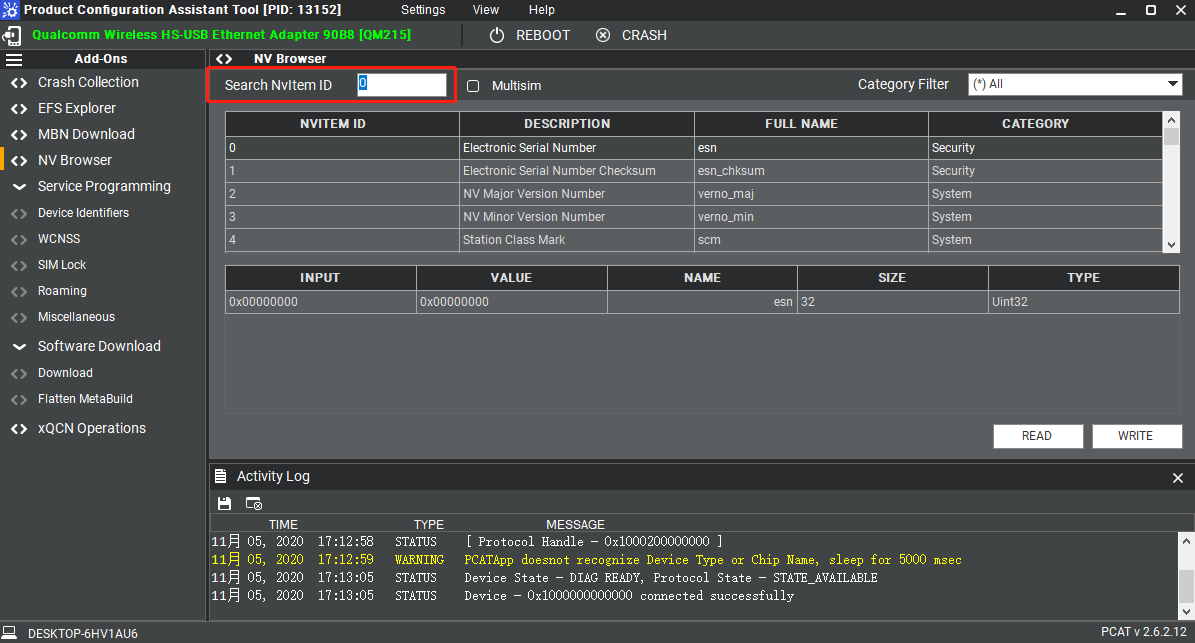 Product Configuration Assistant Tool [PID: 13152] Settings View Help
Qualcomm Wireless HS-USB Ethernet Adapter 90B8 [QM215] REBOOT CRASH
Add-Ons
Crash Collection
EFS Explorer
MBN Download
NV Browser
Service Programming
Device Identifiers
WCNSS
SIM Lock
Roaming
Miscellaneous
Software Download
Download
Flatten MetaBuild
xQCN Operations
NV Browser
Search NvItem ID 0 Multisim Category Filter (*) All
NVITEM ID DESCRIPTION FULL NAME CATEGORY
0 Electronic Serial Number esn Security
1 Electronic Serial Number Checksum esn_chksum Security
2 NV Major Version Number verno_maj System
3 NV Minor Version Number verno_min System
4 Station Class Mark scm System
INPUT VALUE NAME SIZE TYPE
0x00000000 0x00000000 esn 32 Uint32
READ WRITE
Activity Log
TIME TYPE MESSAGE
11月 05, 2020 17:12:58 STATUS [ Protocol Handle - 0x1000200000000 ]
11月 05, 2020 17:12:59 WARNING PCATApp doesnot recognize Device Type or Chip Name, sleep for 5000 msec
11月 05, 2020 17:13:05 STATUS Device State - DIAG READY, Protocol State - STATE_AVAILABLE
11月 05, 2020 17:13:05 STATUS Device - 0x1000000000000 connected successfully
DESKTOP-6HV1AU6 PCAT v 2.6.2.12